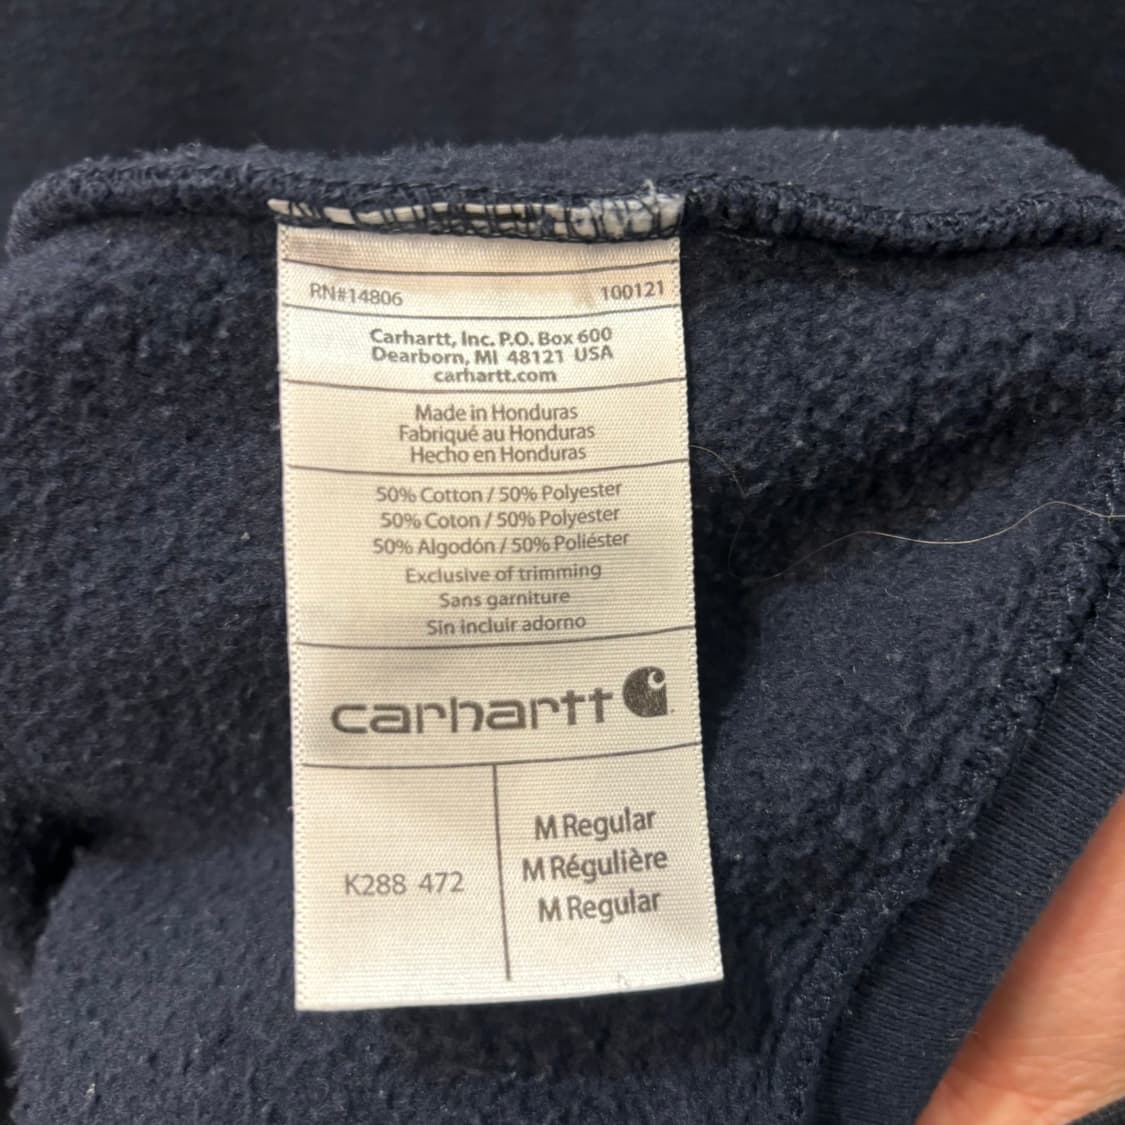 RN#14806 100121
Carhartt, Inc. P.O. Box 600
Dearborn, MI 48121 USA
carhartt.com
Made in Honduras
Fabriqué au Honduras
Hecho en Honduras
50% Cotton / 50% Polyester
50% Coton / 50% Polyester
50% Algodón / 50% Poliéster
Exclusive of trimming
Sans garniture
Sin incluir adorno
carhartt
K288 472
M Regular
M Régulière
M Regular